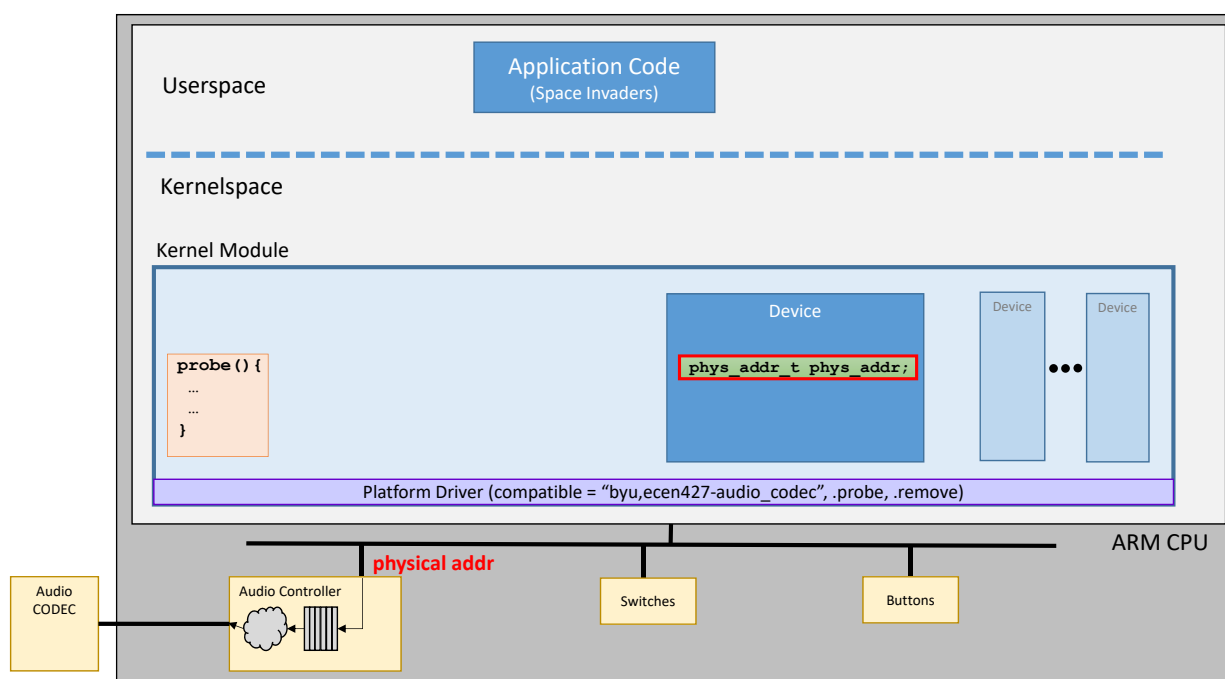 Application Code
(Space Invaders)
Userspace
Kernelspace
Kernel Module
Device
Device
Device
probe(){
…
…
}
phys_addr_t phys_addr;
Platform Driver (compatible = “byu,ecen427-audio_codec”, .probe, .remove)
ARM CPU
physical addr
Audio
CODEC
Audio Controller
Switches
Buttons